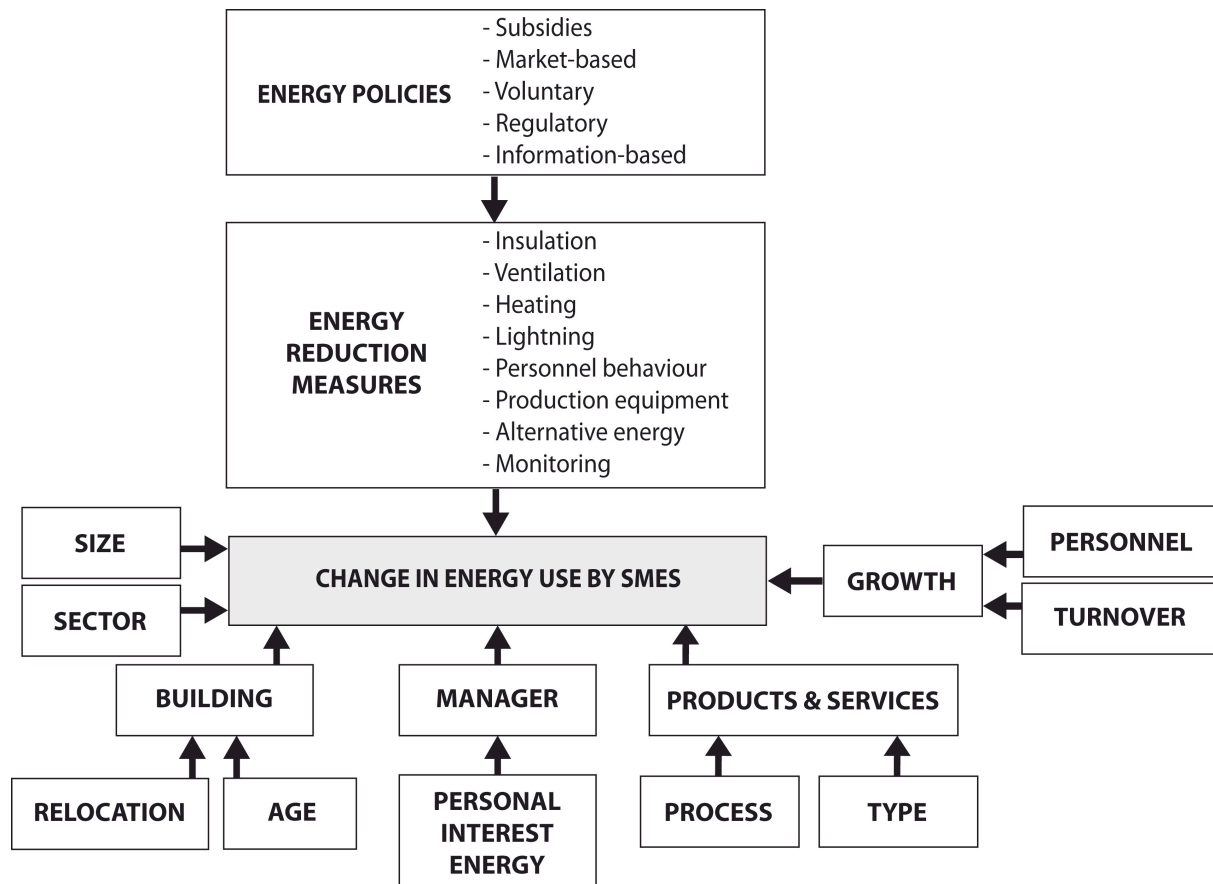 ENERGY POLICIES
- Subsidies
- Market-based
- Voluntary
- Regulatory
- Information-based
ENERGY
REDUCTION
MEASURES
- Insulation
- Ventilation
- Heating
- Lightning
- Personnel behaviour
- Production equipment
- Alternative energy
- Monitoring
SIZE
SECTOR
CHANGE IN ENERGY USE BY SMES
GROWTH
PERSONNEL
TURNOVER
BUILDING
MANAGER
PRODUCTS & SERVICES
RELOCATION
AGE
PERSONAL
INTEREST
ENERGY
PROCESS
TYPE